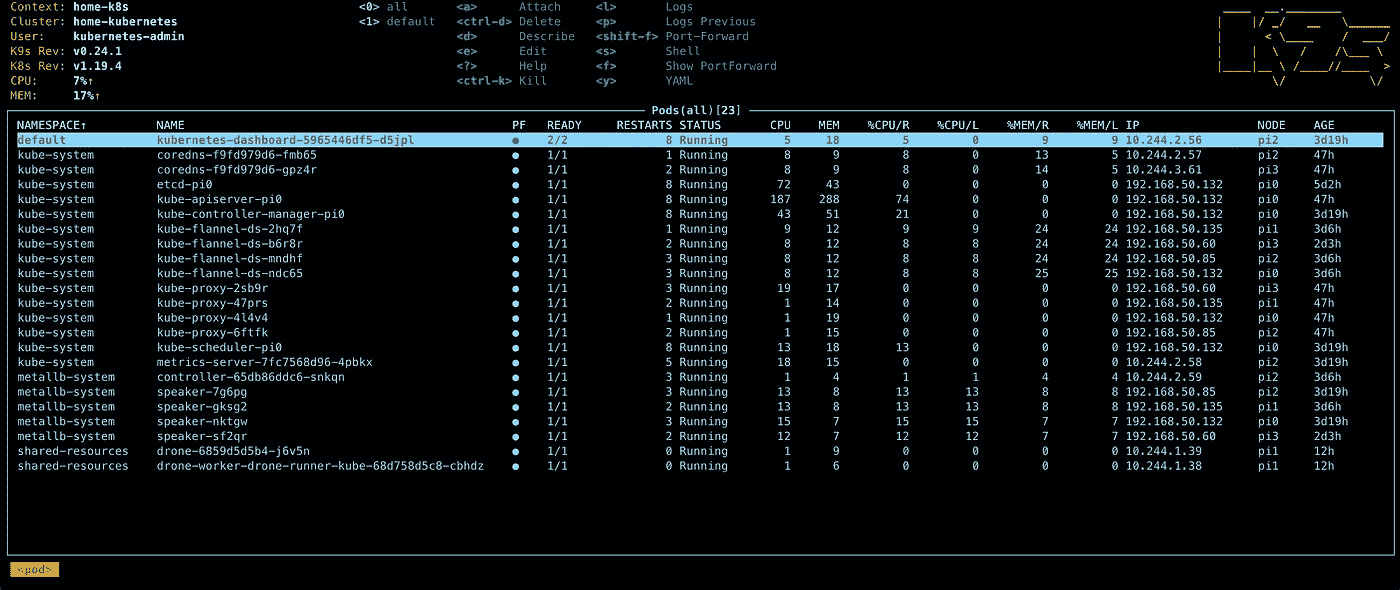 Context: home-k8s <0> all <a> Attach <l> Logs
Cluster: home-kubernetes <1> default <ctrl-d> Delete <p> Logs Previous
User: kubernetes-admin <d> Describe <shift-f> Port-Forward
K9s Rev: v0.24.1 <e> Edit <s> Shell
K8s Rev: v1.19.4 <?> Help <f> Show PortForward
CPU: 7%↑ <ctrl-k> Kill <y> YAML
MEM: 17%↑
Pods(all)[23]
NAMESPACE↑ NAME PF READY RESTARTS STATUS CPU MEM %CPU/R %CPU/L %MEM/R %MEM/L IP NODE AGE
default kubernetes-dashboard-5965446df5-d5jpl ● 2/2 8 Running 5 18 5 0 9 9 10.244.2.56 pi2 3d19h
kube-system coredns-f9fd979d6-fmb65 ● 1/1 1 Running 8 9 8 0 13 5 10.244.2.57 pi2 47h
kube-system coredns-f9fd979d6-gpz4r ● 1/1 2 Running 8 9 8 0 14 5 10.244.3.61 pi3 47h
kube-system etcd-pi0 ● 1/1 8 Running 72 43 0 0 0 0 192.168.50.132 pi0 5d2h
kube-system kube-apiserver-pi0 ● 1/1 8 Running 187 288 74 0 0 0 192.168.50.132 pi0 47h
kube-system kube-controller-manager-pi0 ● 1/1 8 Running 43 51 21 0 0 0 192.168.50.132 pi0 3d19h
kube-system kube-flannel-ds-2hq7f ● 1/1 1 Running 9 12 9 9 24 24 192.168.50.135 pi1 3d6h
kube-system kube-flannel-ds-b6r8r ● 1/1 2 Running 8 12 8 8 24 24 192.168.50.60 pi3 2d3h
kube-system kube-flannel-ds-mndhf ● 1/1 3 Running 8 12 8 8 24 24 192.168.50.85 pi2 3d6h
kube-system kube-flannel-ds-ndc65 ● 1/1 3 Running 8 12 8 8 25 25 192.168.50.132 pi0 3d6h
kube-system kube-proxy-2sb9r ● 1/1 3 Running 19 17 0 0 0 0 192.168.50.60 pi3 47h
kube-system kube-proxy-47prs ● 1/1 2 Running 1 14 0 0 0 0 192.168.50.135 pi1 47h
kube-system kube-proxy-4l4v4 ● 1/1 1 Running 1 19 0 0 0 0 192.168.50.132 pi0 47h
kube-system kube-proxy-6ftfk ● 1/1 2 Running 1 15 0 0 0 0 192.168.50.85 pi2 47h
kube-system kube-scheduler-pi0 ● 1/1 8 Running 13 18 13 0 0 0 192.168.50.132 pi0 3d19h
kube-system metrics-server-7fc7568d96-4pbkx ● 1/1 5 Running 18 15 0 0 0 0 10.244.2.58 pi2 3d19h
metallb-system controller-65db86ddc6-snkqn ● 1/1 3 Running 1 4 1 1 4 4 10.244.2.59 pi2 3d6h
metallb-system speaker-7g6pg ● 1/1 3 Running 13 8 13 13 8 8 192.168.50.85 pi2 3d19h
metallb-system speaker-gksg2 ● 1/1 2 Running 13 8 13 13 8 8 192.168.50.135 pi1 3d6h
metallb-system speaker-nktgw ● 1/1 3 Running 15 7 15 15 7 7 192.168.50.132 pi0 3d19h
metallb-system speaker-sf2qr ● 1/1 2 Running 12 7 12 12 7 7 192.168.50.60 pi3 2d3h
shared-resources drone-6859d5d5b4-j6v5n ● 1/1 0 Running 1 9 0 0 0 0 10.244.1.39 pi1 12h
shared-resources drone-worker-drone-runner-kube-68d758d5c8-cbhdz ● 1/1 0 Running 1 6 0 0 0 0 10.244.1.38 pi1 12h
<pod>